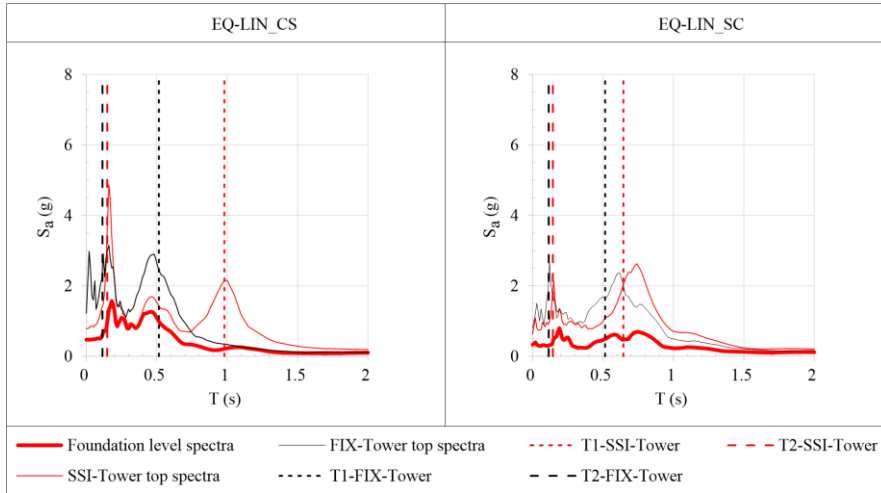 EQ-LIN_CS
EQ-LIN_SC
8
6
4
2
0
Sa (g)
0
0.5
1
1.5
2
T (s)
8
6
4
2
0
Sa (g)
0
0.5
1
1.5
2
T (s)
Foundation level spectra
FIX-Tower top spectra
T1-SSI-Tower
T2-SSI-Tower
SSI-Tower top spectra
T1-FIX-Tower
T2-FIX-Tower